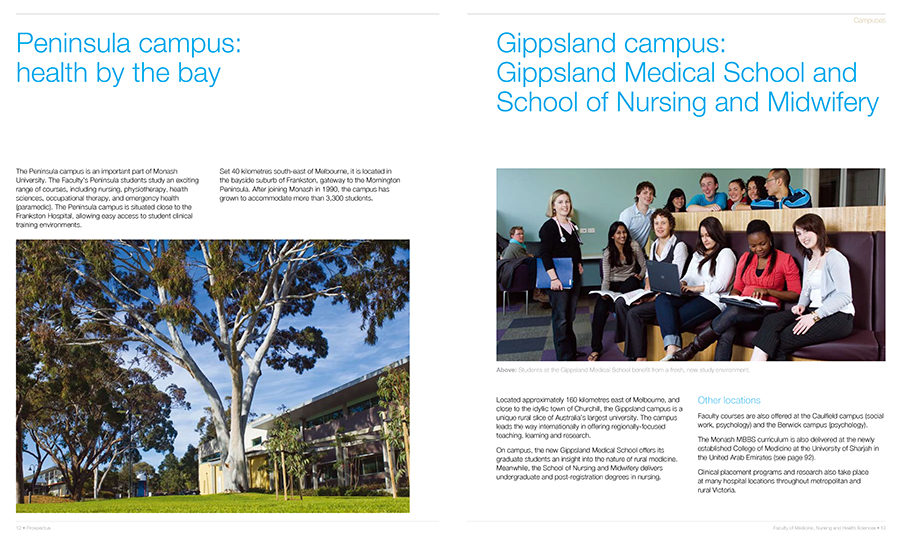 Peninsula campus:
health by the bay
The Peninsula campus is an important part of Monash
University. The Faculty's Peninsula students study an exciting
range of courses, including nursing, physiotherapy, health
sciences, occupational therapy, and emergency health
(paramedic). The Peninsula campus is situated close to the
Frankston Hospital, allowing easy access to student clinical
training environments.
Set 40 kilometres south-east of Melbourne, it is located in
the bayside suburb of Frankston, gateway to the Mornington
Peninsula. After joining Monash in 1990, the campus has
grown to accommodate more than 3,300 students.
12 • Prospectus
Campuses
Gippsland campus:
Gippsland Medical School and
School of Nursing and Midwifery
Above: Students at the Gippsland Medical School benefit from a fresh, new study environment.
Located approximately 160 kilometres east of Melbourne, and
close to the idyllic town of Churchill, the Gippsland campus is a
unique rural slice of Australia's largest university. The campus
leads the way internationally in offering regionally-focused
teaching, learning and research.
On campus, the new Gippsland Medical School offers its
graduate students an insight into the nature of rural medicine.
Meanwhile, the School of Nursing and Midwifery delivers
undergraduate and post-registration degrees in nursing.
Other locations
Faculty courses are also offered at the Caulfield campus (social
work, psychology) and the Berwick campus (psychology).
The Monash MBBS curriculum is also delivered at the newly
established College of Medicine at the University of Sharjah in
the United Arab Emirates (see page 92).
Clinical placement programs and research also take place
at many hospital locations throughout metropolitan and
rural Victoria.
Faculty of Medicine, Nursing and Health Sciences • 13